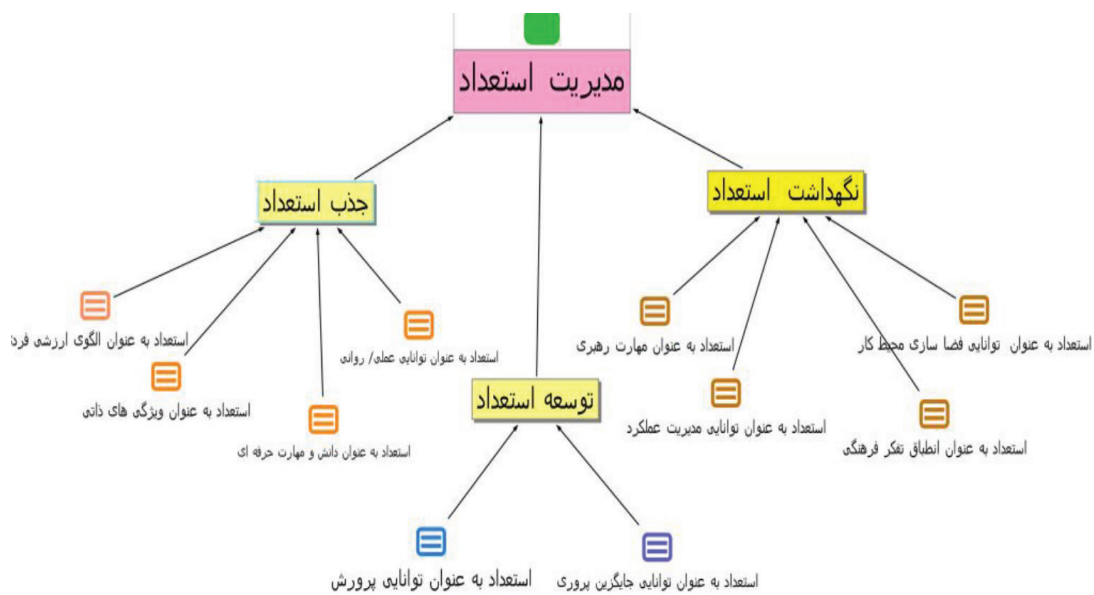 مدیریت استعداد
نگهداشت استعداد
جذب استعداد
استعداد به عنوان توانایی فضا سازی محیط کار
استعداد به عنوان مهارت رهبری
استعداد به عنوان توانایی عملی/ روانی
استعداد به عنوان الگوی ارزشی
توسعه استعداد
استعداد به عنوان انطباق تفکر فرهنگی
استعداد به عنوان توانایی مدیریت عملکرد
استعداد به عنوان دانش و مهارت حرفه ای
استعداد به عنوان ویژگی های ذاتی
استعداد به عنوان توانایی جایگزین پروری
استعداد به عنوان توانایی پرورش